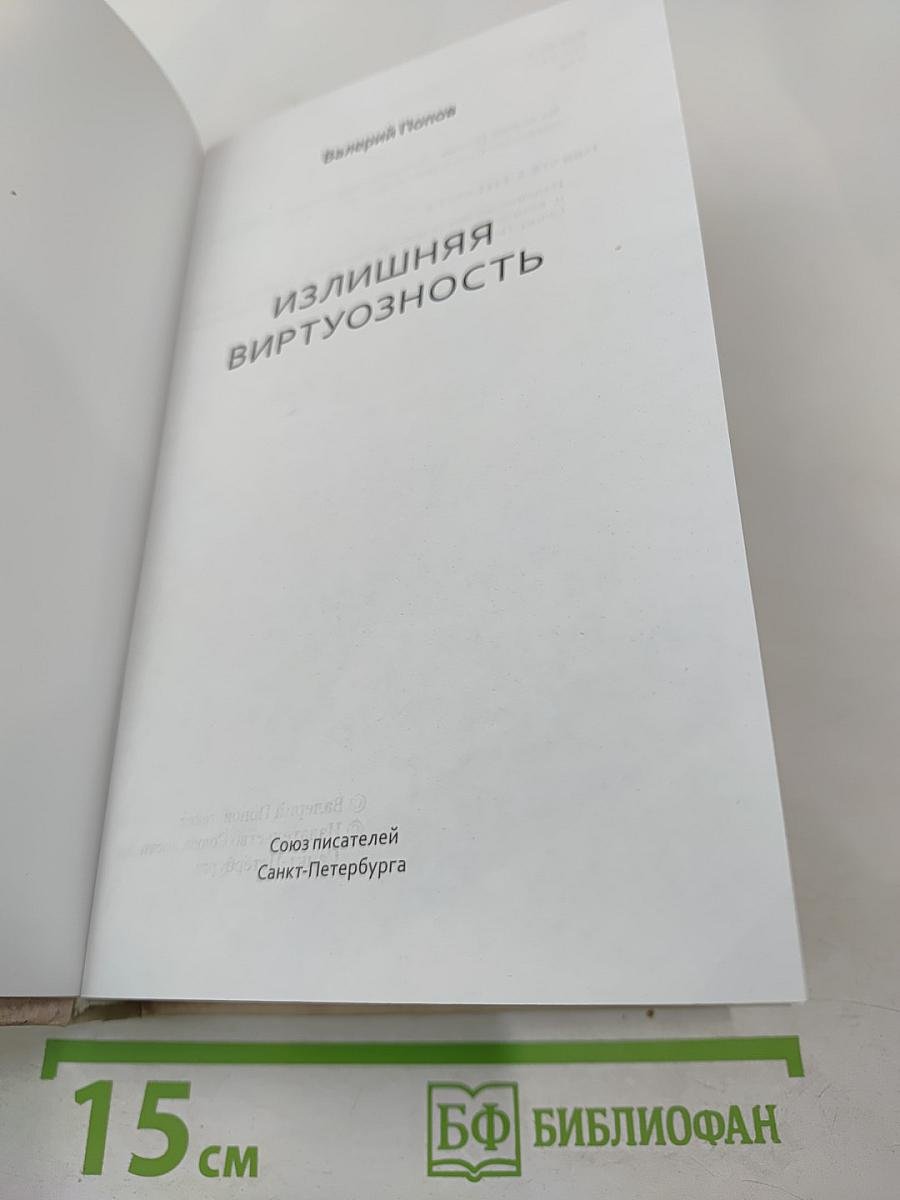 Валерий Попов
ИЗЛИШНЯЯ
ВИРТУОЗНОСТЬ
Союз писателей
Санкт-Петербурга
15 см
БФ БИБЛИОФАН